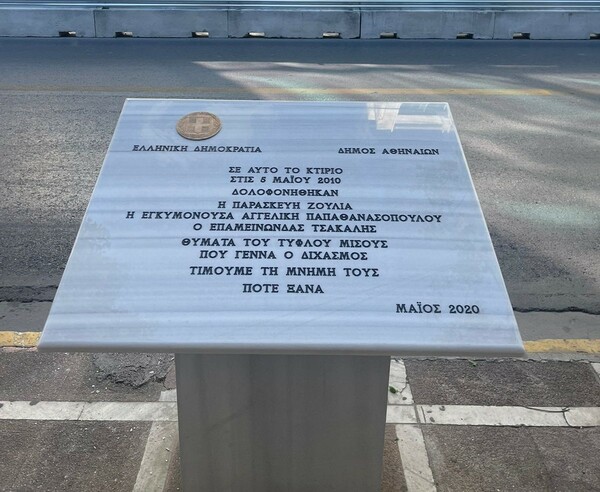 ΕΛΛΗΝΙΚΗ ΔΗΜΟΚΡΑΤΙΑ ΔΗΜΟΣ ΑΘΗΝΑΙΩΝ
ΣΕ ΑΥΤΟ ΤΟ ΚΤΙΡΙΟ
ΣΤΙΣ 5 ΜΑΪΟΥ 2010
ΔΟΛΟΦΟΝΗΘΗΚΑΝ
Η ΠΑΡΑΣΚΕΥΗ ΖΟΥΛΙΑ
Η ΕΓΚΥΜΟΝΟΥΣΑ ΑΓΓΕΛΙΚΗ ΠΑΠΑΘΑΝΑΣΟΠΟΥΛΟΥ
Ο ΕΠΑΜΕΙΝΩΝΔΑΣ ΤΣΑΚΑΛΗΣ
ΘΥΜΑΤΑ ΤΟΥ ΤΥΦΛΟΥ ΜΙΣΟΥΣ
ΠΟΥ ΓΕΝΝΑ Ο ΔΙΧΑΣΜΟΣ
ΤΙΜΟΥΜΕ ΤΗ ΜΝΗΜΗ ΤΟΥΣ
ΠΟΤΕ ΞΑΝΑ
ΜΑΪΟΣ 2020